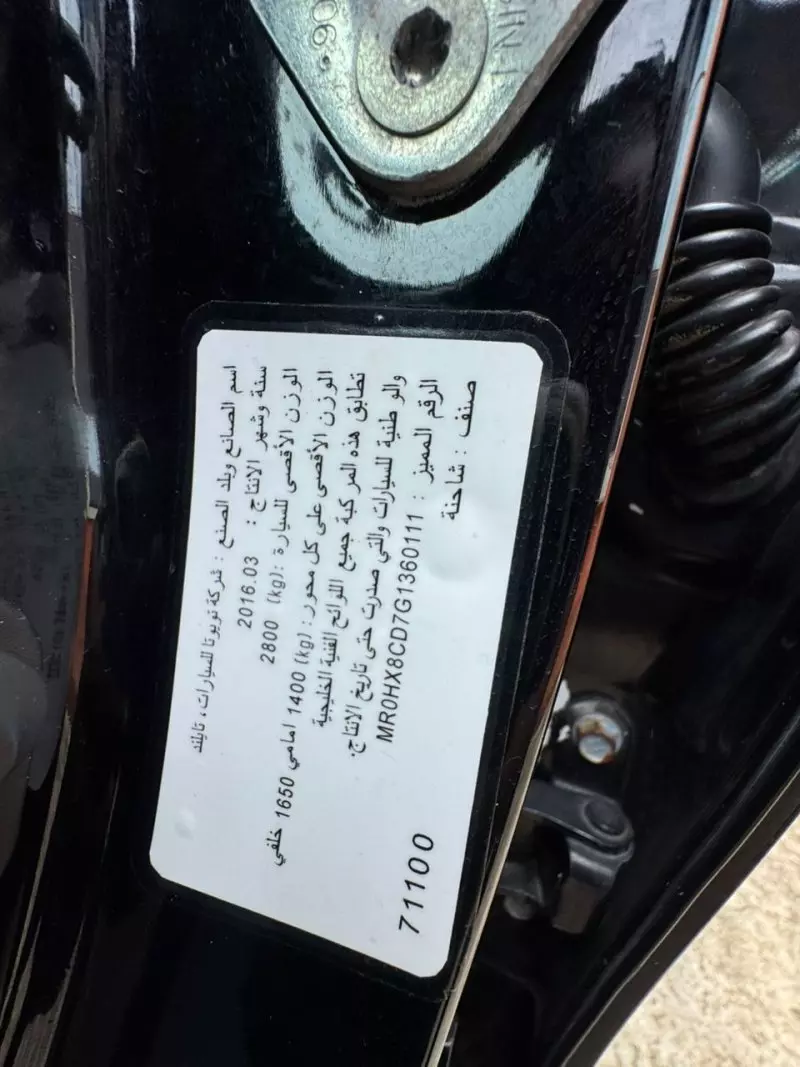 اسم الصانع وبلد الصنع : شركة تويوتا للسيارات ، تايلند
سنة وشهر الانتاج : 2016.03
الوزن الأقصى للسيارة :(kg) 2800
الوزن الأقصى على كل محور : (kg) 1400 امامي 1650 خلفي
تطابق هذه المركبة جميع اللوائح الفنية الخليجية
والوطنية للسيارات والتي صدرت حتى تاريخ الانتاج.
الرقم المميز : MR0HX8CD7G1360111
صنف : شاحنة
71100